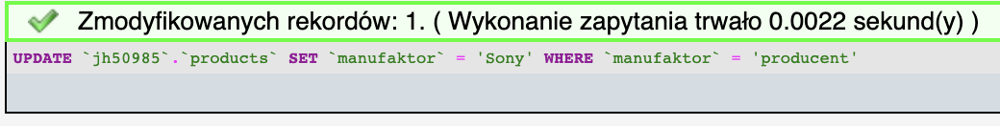 Zmodyfikowanych rekordów: 1. ( Wykonanie zapytania trwało 0.0022 sekund(y) )
UPDATE `jh50985`.`products` SET `manufaktor` = 'Sony' WHERE `manufaktor` = 'producent'